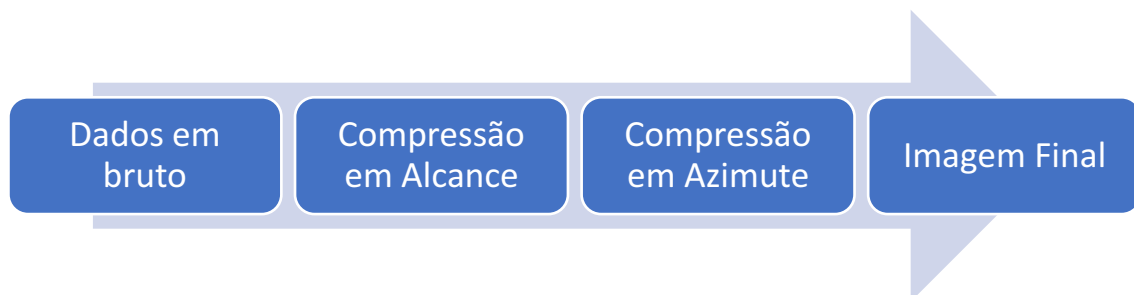 Dados em
bruto
Compressão
em Alcance
Compressão
em Azimute
Imagem Final